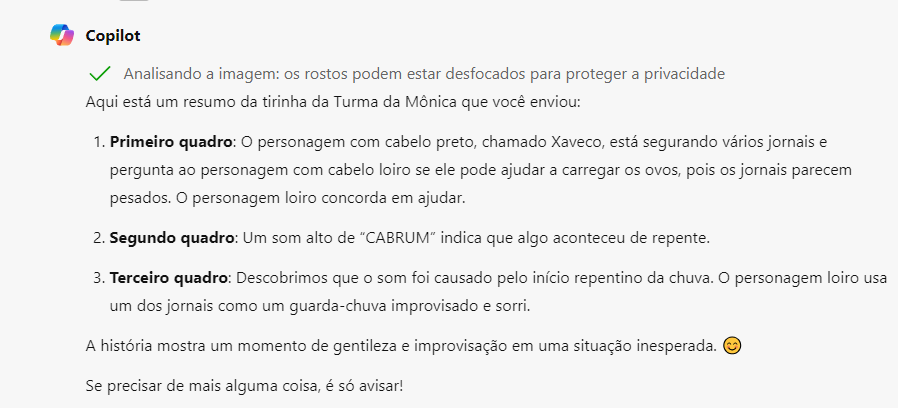 Copilot
Analisando a imagem: os rostos podem estar desfocados para proteger a privacidade
Aqui está um resumo da tirinha da Turma da Mônica que você enviou:
1. Primeiro quadro: O personagem com cabelo preto, chamado Xaveco, está segurando vários jornais e
pergunta ao personagem com cabelo loiro se ele pode ajudar a carregar os ovos, pois os jornais parecem
pesados. O personagem loiro concorda em ajudar.
2. Segundo quadro: Um som alto de “CABRUM” indica que algo aconteceu de repente.
3. Terceiro quadro: Descobrimos que o som foi causado pelo início repentino da chuva. O personagem loiro usa
um dos jornais como um guarda-chuva improvisado e sorri.
A história mostra um momento de gentileza e improvisação em uma situação inesperada. 😊
Se precisar de mais alguma coisa, é só avisar!